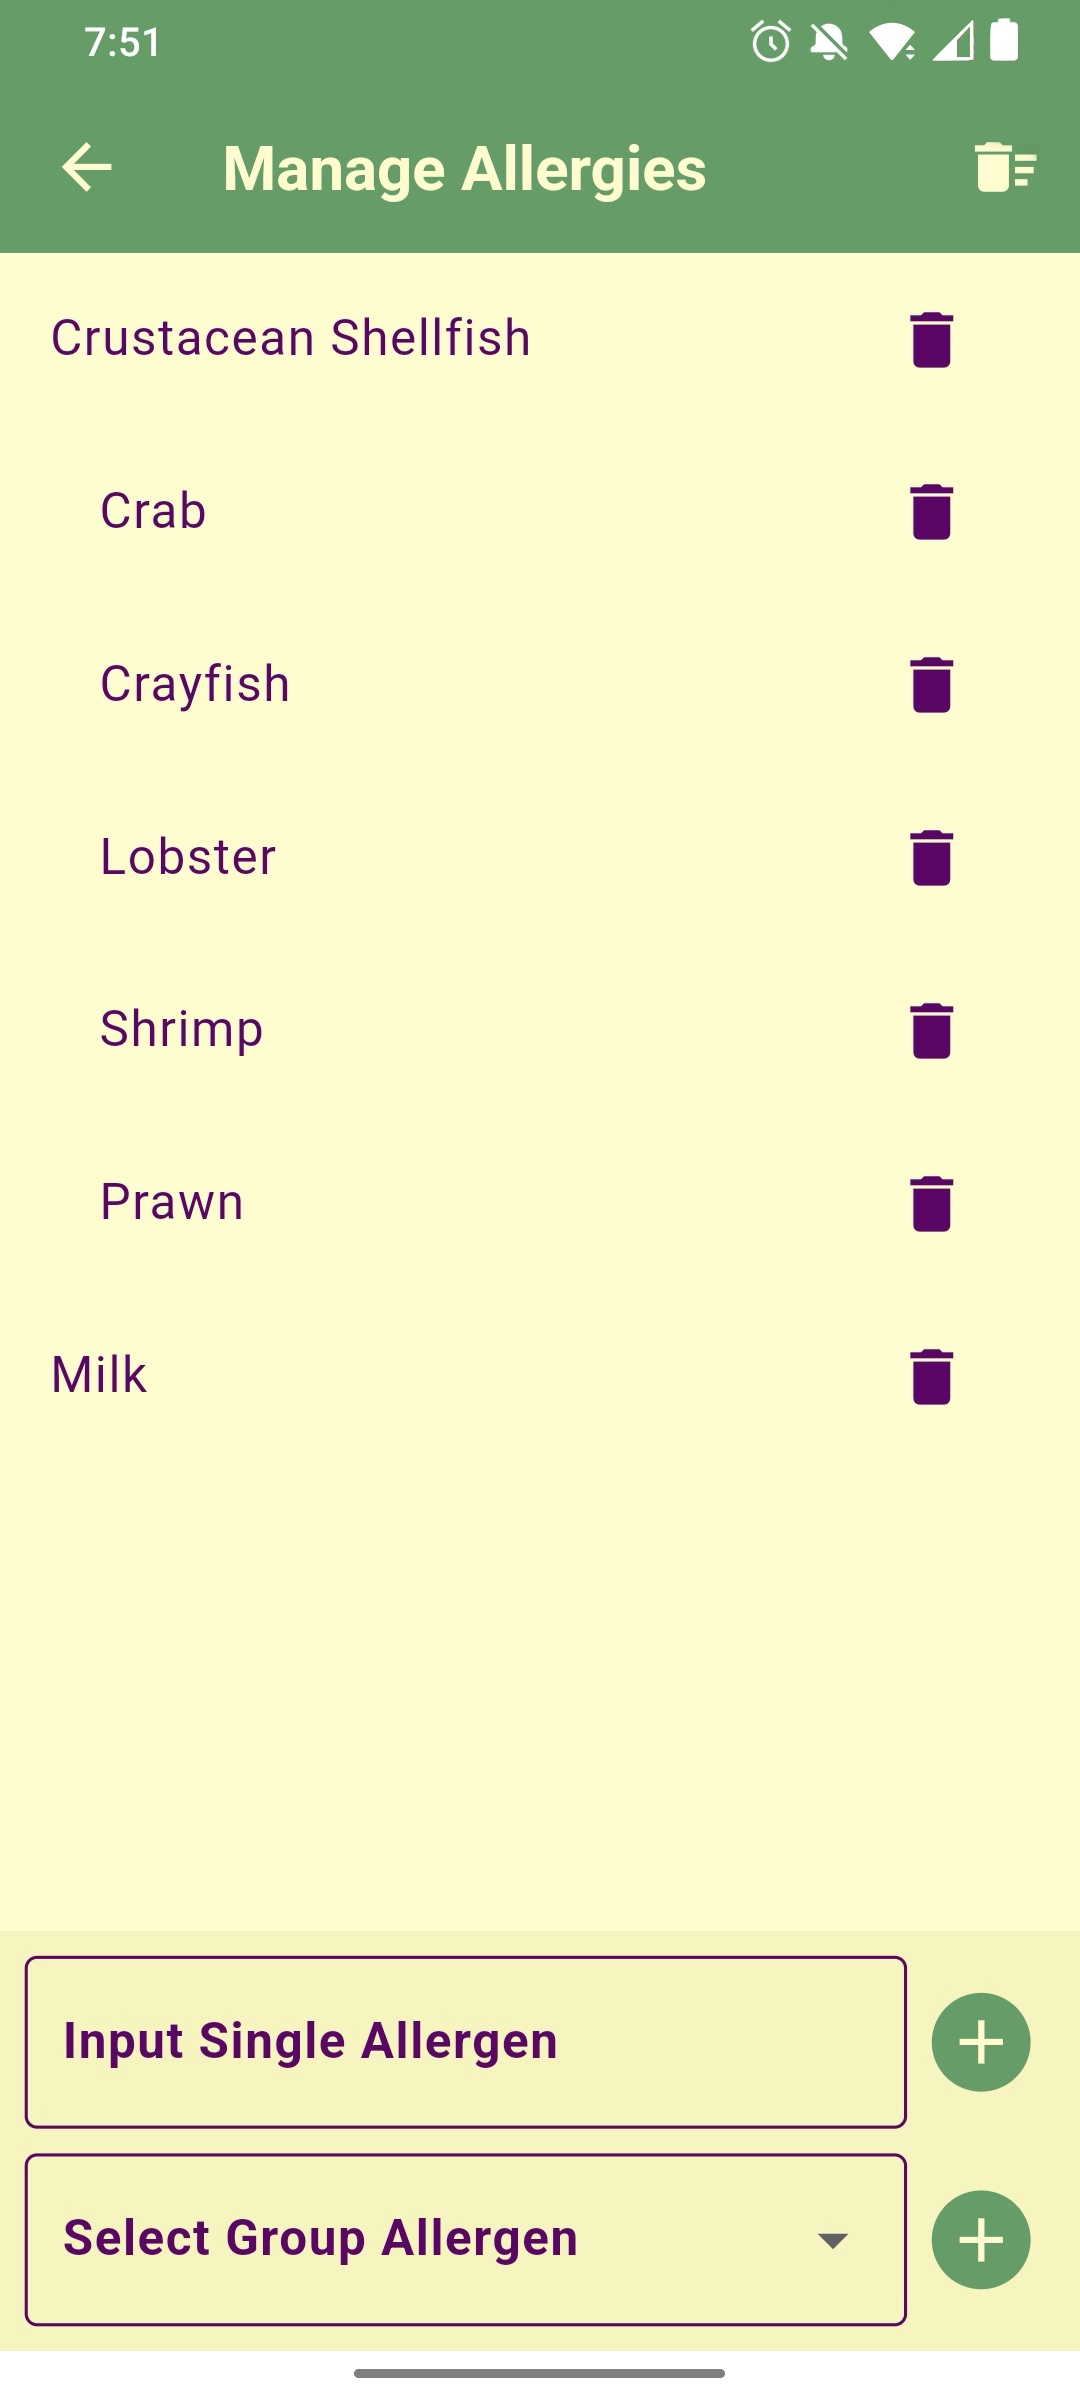 7:51
Manage Allergies
Crustacean Shellfish
Crab
Crayfish
Lobster
Shrimp
Prawn
Milk
Input Single Allergen
Select Group Allergen